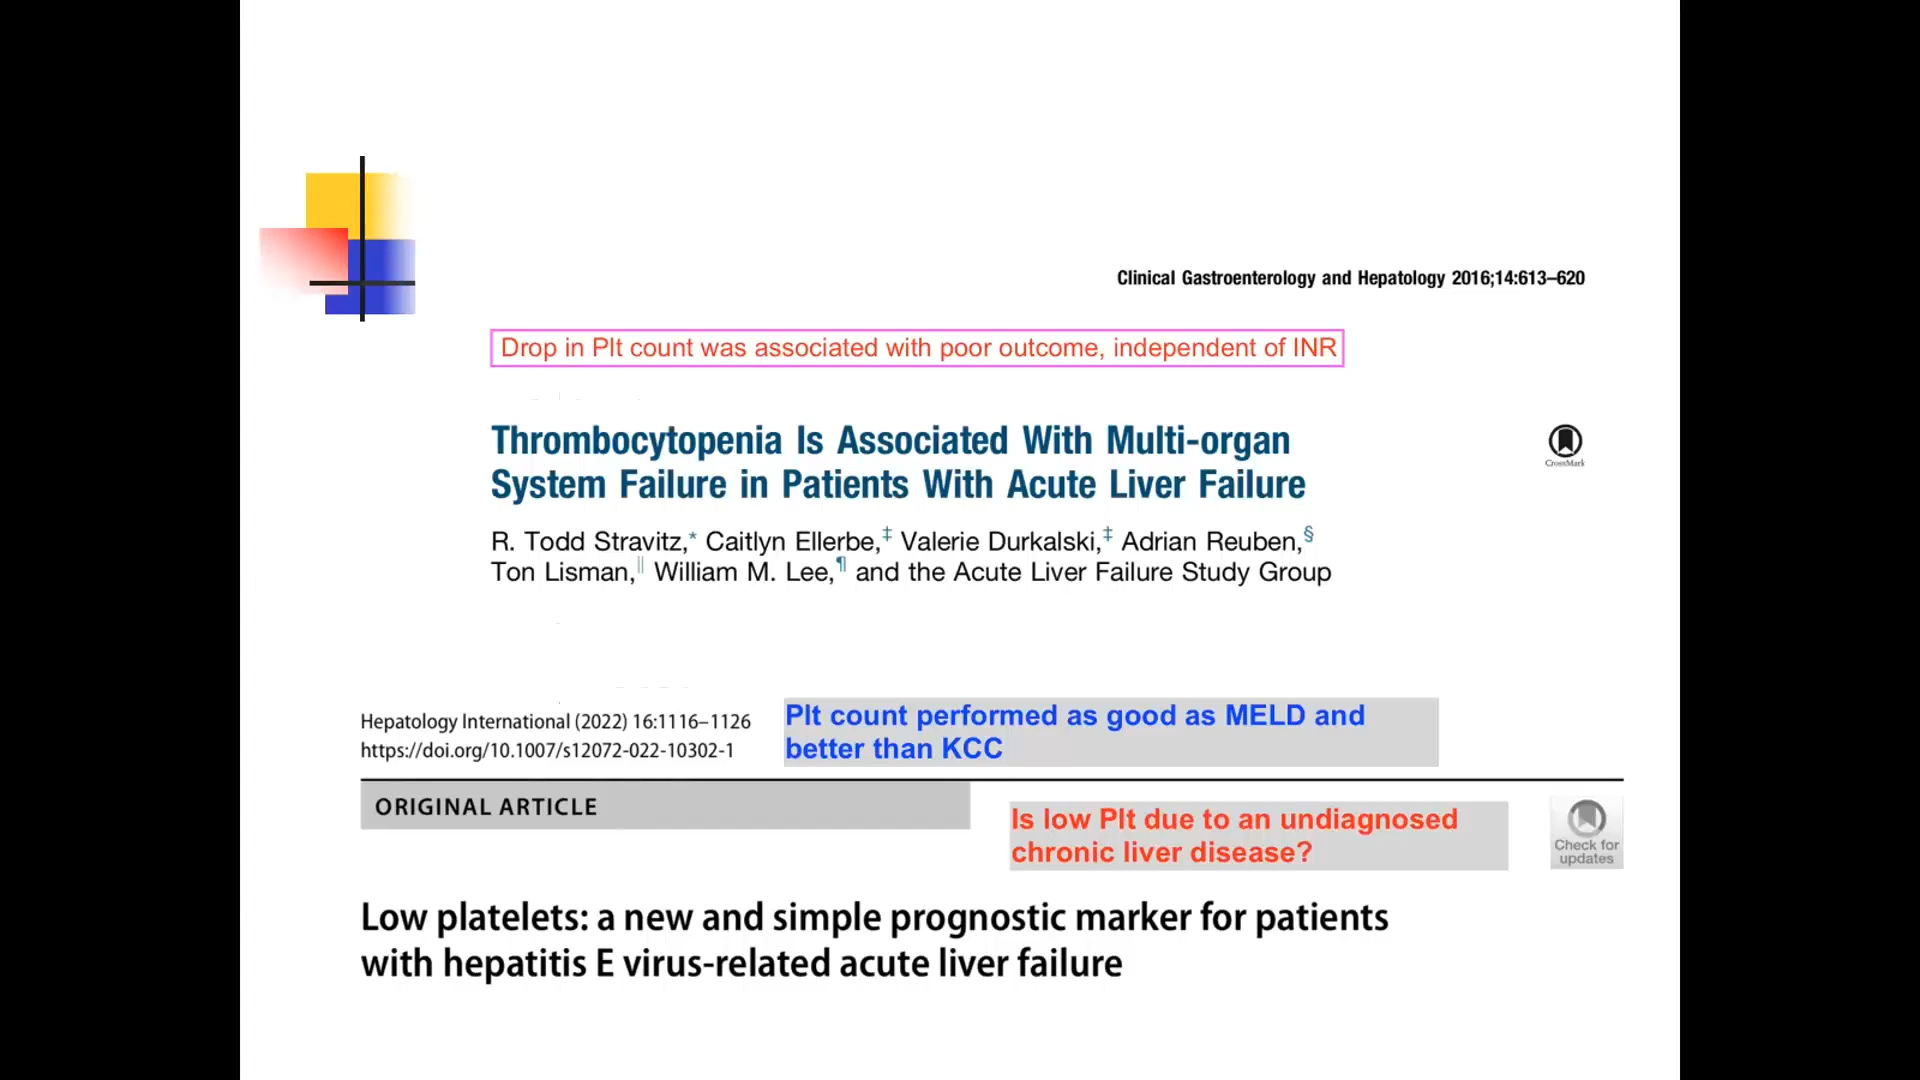 Clinical Gastroenterology and Hepatology 2016;14:613–620
Drop in Plt count was associated with poor outcome, independent of INR
Thrombocytopenia Is Associated With Multi-organ
System Failure in Patients With Acute Liver Failure
CrossMark
R. Todd Stravitz,* Caitlyn Ellerbe,‡ Valerie Durkalski,‡ Adrian Reuben,§
Ton Lisman,‖ William M. Lee,¶ and the Acute Liver Failure Study Group
Hepatology International (2022) 16:1116–1126
https://doi.org/10.1007/s12072-022-10302-1
Plt count performed as good as MELD and
better than KCC
ORIGINAL ARTICLE
Is low Plt due to an undiagnosed
chronic liver disease?
Check for
updates
Low platelets: a new and simple prognostic marker for patients
with hepatitis E virus-related acute liver failure